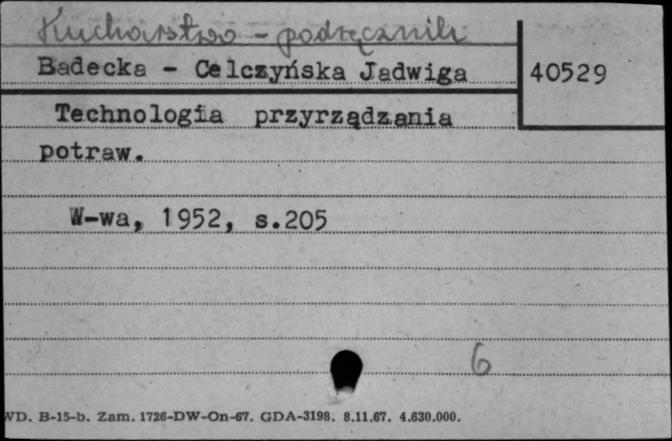 Kucharstwo - podręczniki
Badecka - Celczyńska Jadwiga
40529
Technologia przyrządzania
potraw.
W-wa, 1952, s.205
6
WD. B-15-b. Zam. 1726-DW-On-67. GDA-3198. 8.11.67. 4.630.000.